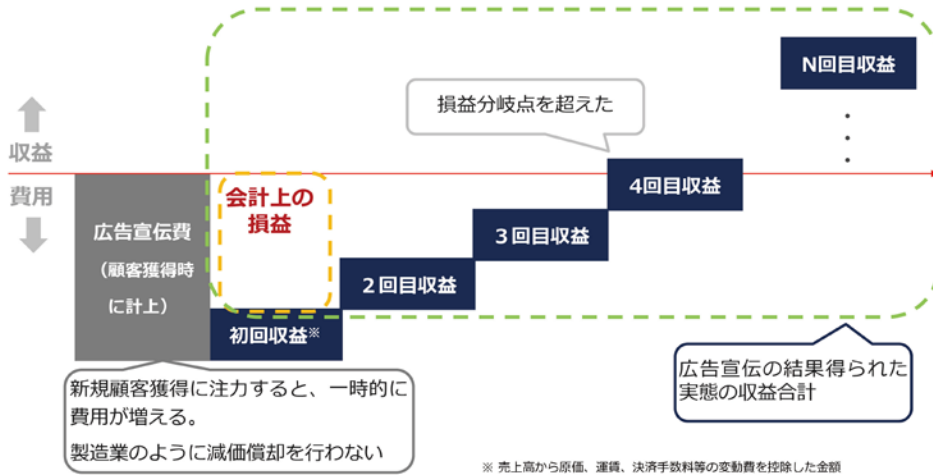 N回目収益
損益分岐点を超えた
収益
費用
4回目収益
会計上の
損益
広告宣伝費
（顧客獲得時
に計上）
３回目収益
２回目収益
初回収益※
広告宣伝の結果得られた
実態の収益合計
新規顧客獲得に注力すると、一時的に
費用が増える。
製造業のように減価償却を行わない
※ 売上高から原価、運賃、決済手数料等の変動費を控除した金額